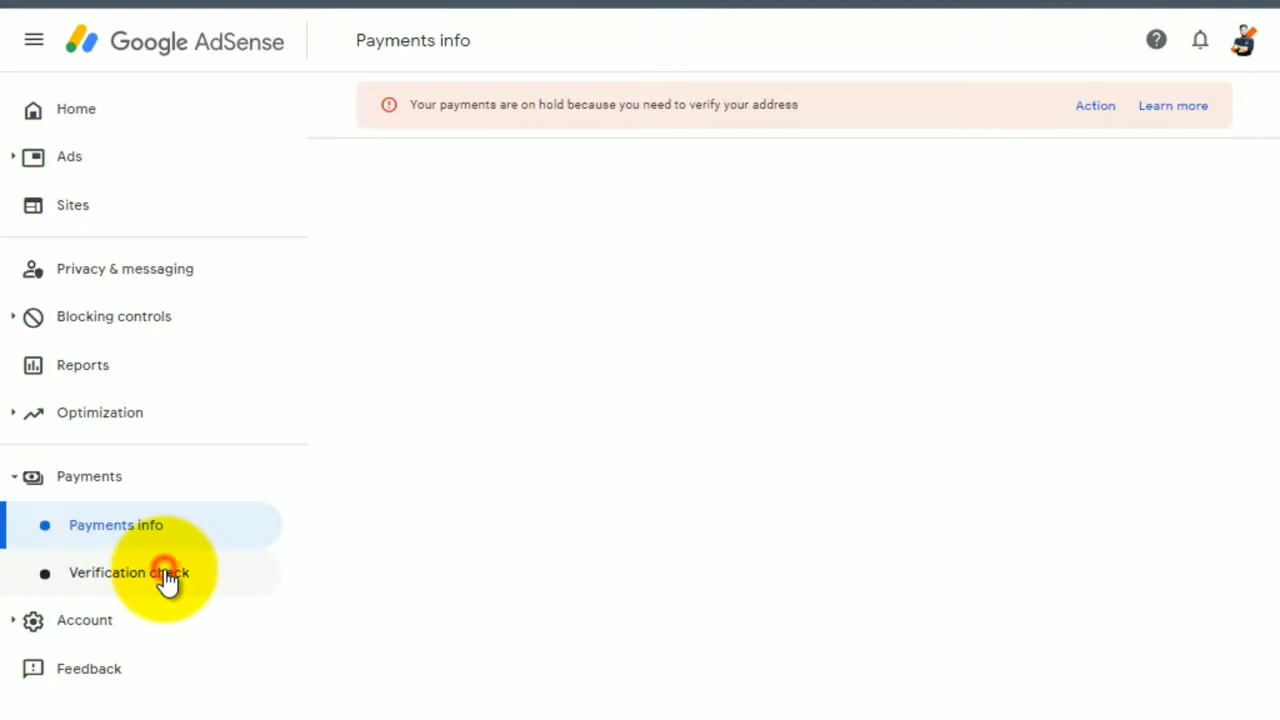 Google AdSense
Payments info
Your payments are on hold because you need to verify your address
Action
Learn more
Home
Ads
Sites
Privacy & messaging
Blocking controls
Reports
Optimization
Payments
Payments info
Verification check
Account
Feedback